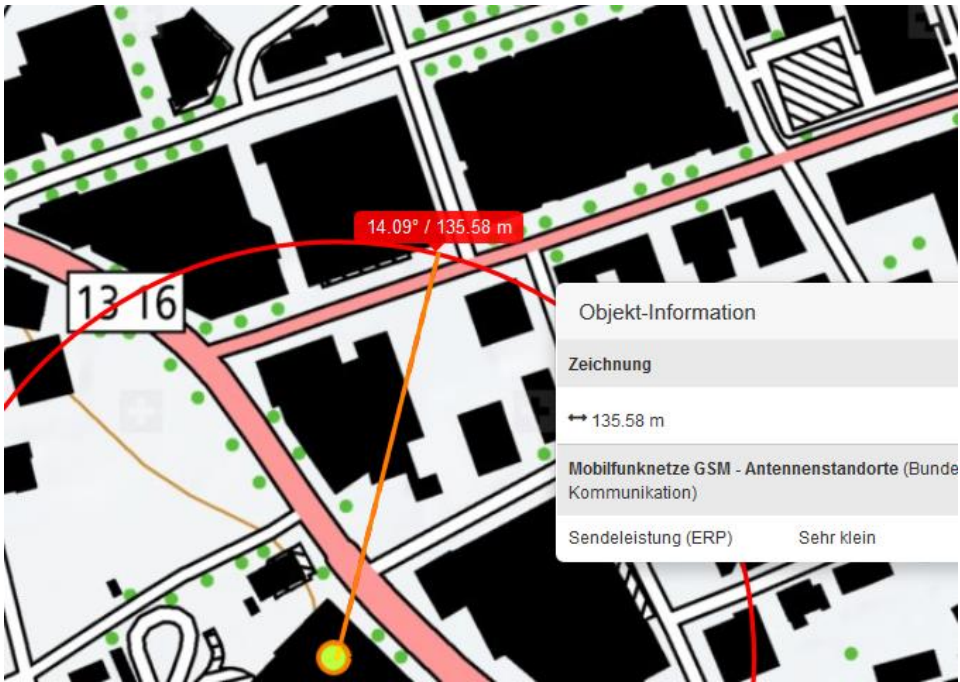 14.09° / 135.58 m
13 16
Objekt-Information
Zeichnung
↔ 135.58 m
Mobilfunknetze GSM - Antennenstandorte (Bunde
Kommunikation)
Sendeleistung (ERP) Sehr klein